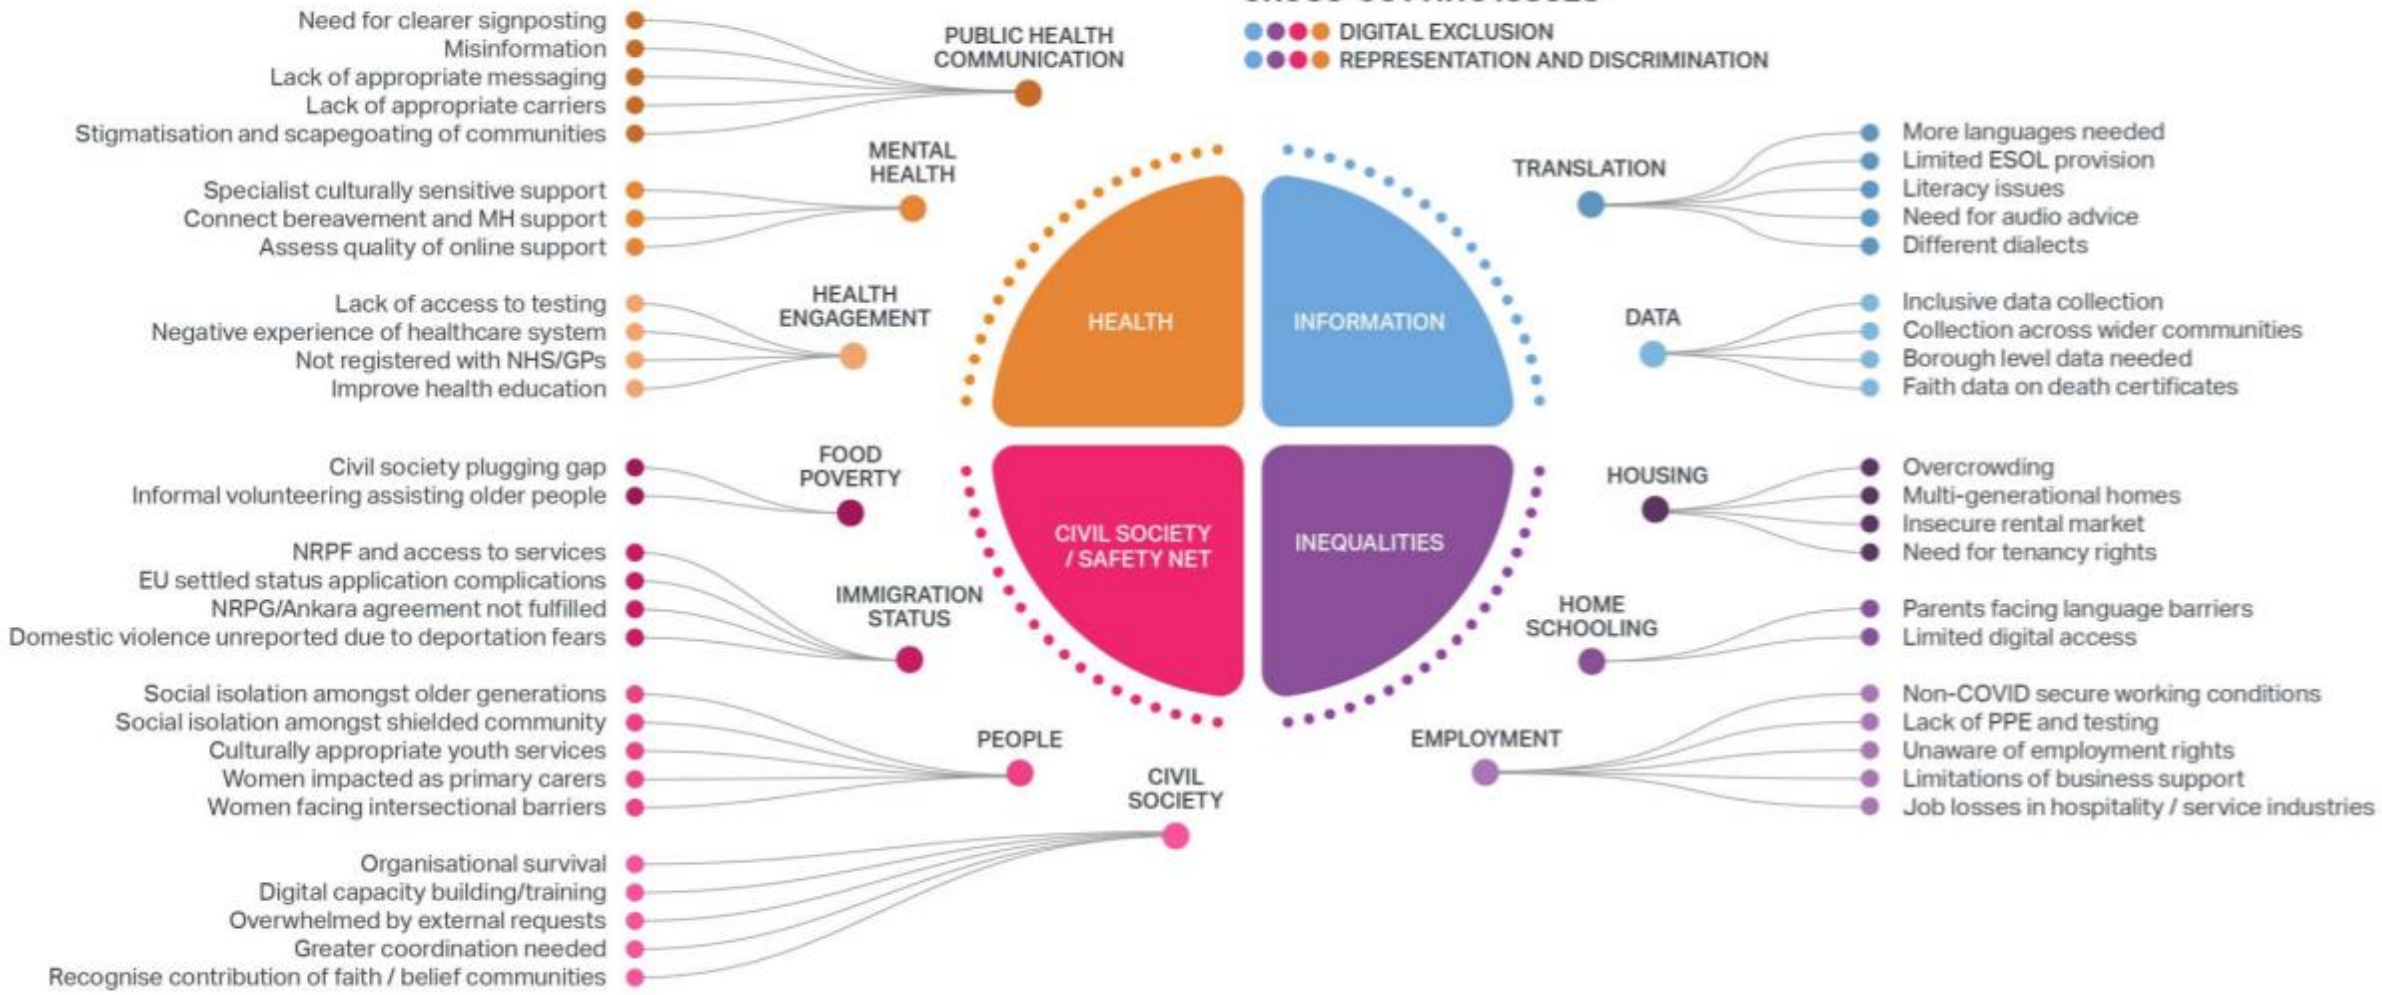 Need for clearer signposting
Misinformation
Lack of appropriate messaging
Lack of appropriate carriers
Stigmatisation and scapegoating of communities
PUBLIC HEALTH
COMMUNICATION
DIGITAL EXCLUSION
REPRESENTATION AND DISCRIMINATION
Specialist culturally sensitive support
Connect bereavement and MH support
Assess quality of online support
MENTAL
HEALTH
Lack of access to testing
Negative experience of healthcare system
Not registered with NHS/GPs
Improve health education
HEALTH
ENGAGEMENT
HEALTH
INFORMATION
TRANSLATION
More languages needed
Limited ESOL provision
Literacy issues
Need for audio advice
Different dialects
DATA
Inclusive data collection
Collection across wider communities
Borough level data needed
Faith data on death certificates
Civil society plugging gap
Informal volunteering assisting older people
FOOD
POVERTY
NRPF and access to services
EU settled status application complications
NRPG/Ankara agreement not fulfilled
Domestic violence unreported due to deportation fears
IMMIGRATION
STATUS
CIVIL SOCIETY
/ SAFETY NET
INEQUALITIES
HOUSING
Overcrowding
Multi-generational homes
Insecure rental market
Need for tenancy rights
HOME
SCHOOLING
Parents facing language barriers
Limited digital access
Social isolation amongst older generations
Social isolation amongst shielded community
Culturally appropriate youth services
Women impacted as primary carers
Women facing intersectional barriers
PEOPLE
EMPLOYMENT
Non-COVID secure working conditions
Lack of PPE and testing
Unaware of employment rights
Limitations of business support
Job losses in hospitality / service industries
CIVIL
SOCIETY
Organisational survival
Digital capacity building/training
Overwhelmed by external requests
Greater coordination needed
Recognise contribution of faith / belief communities